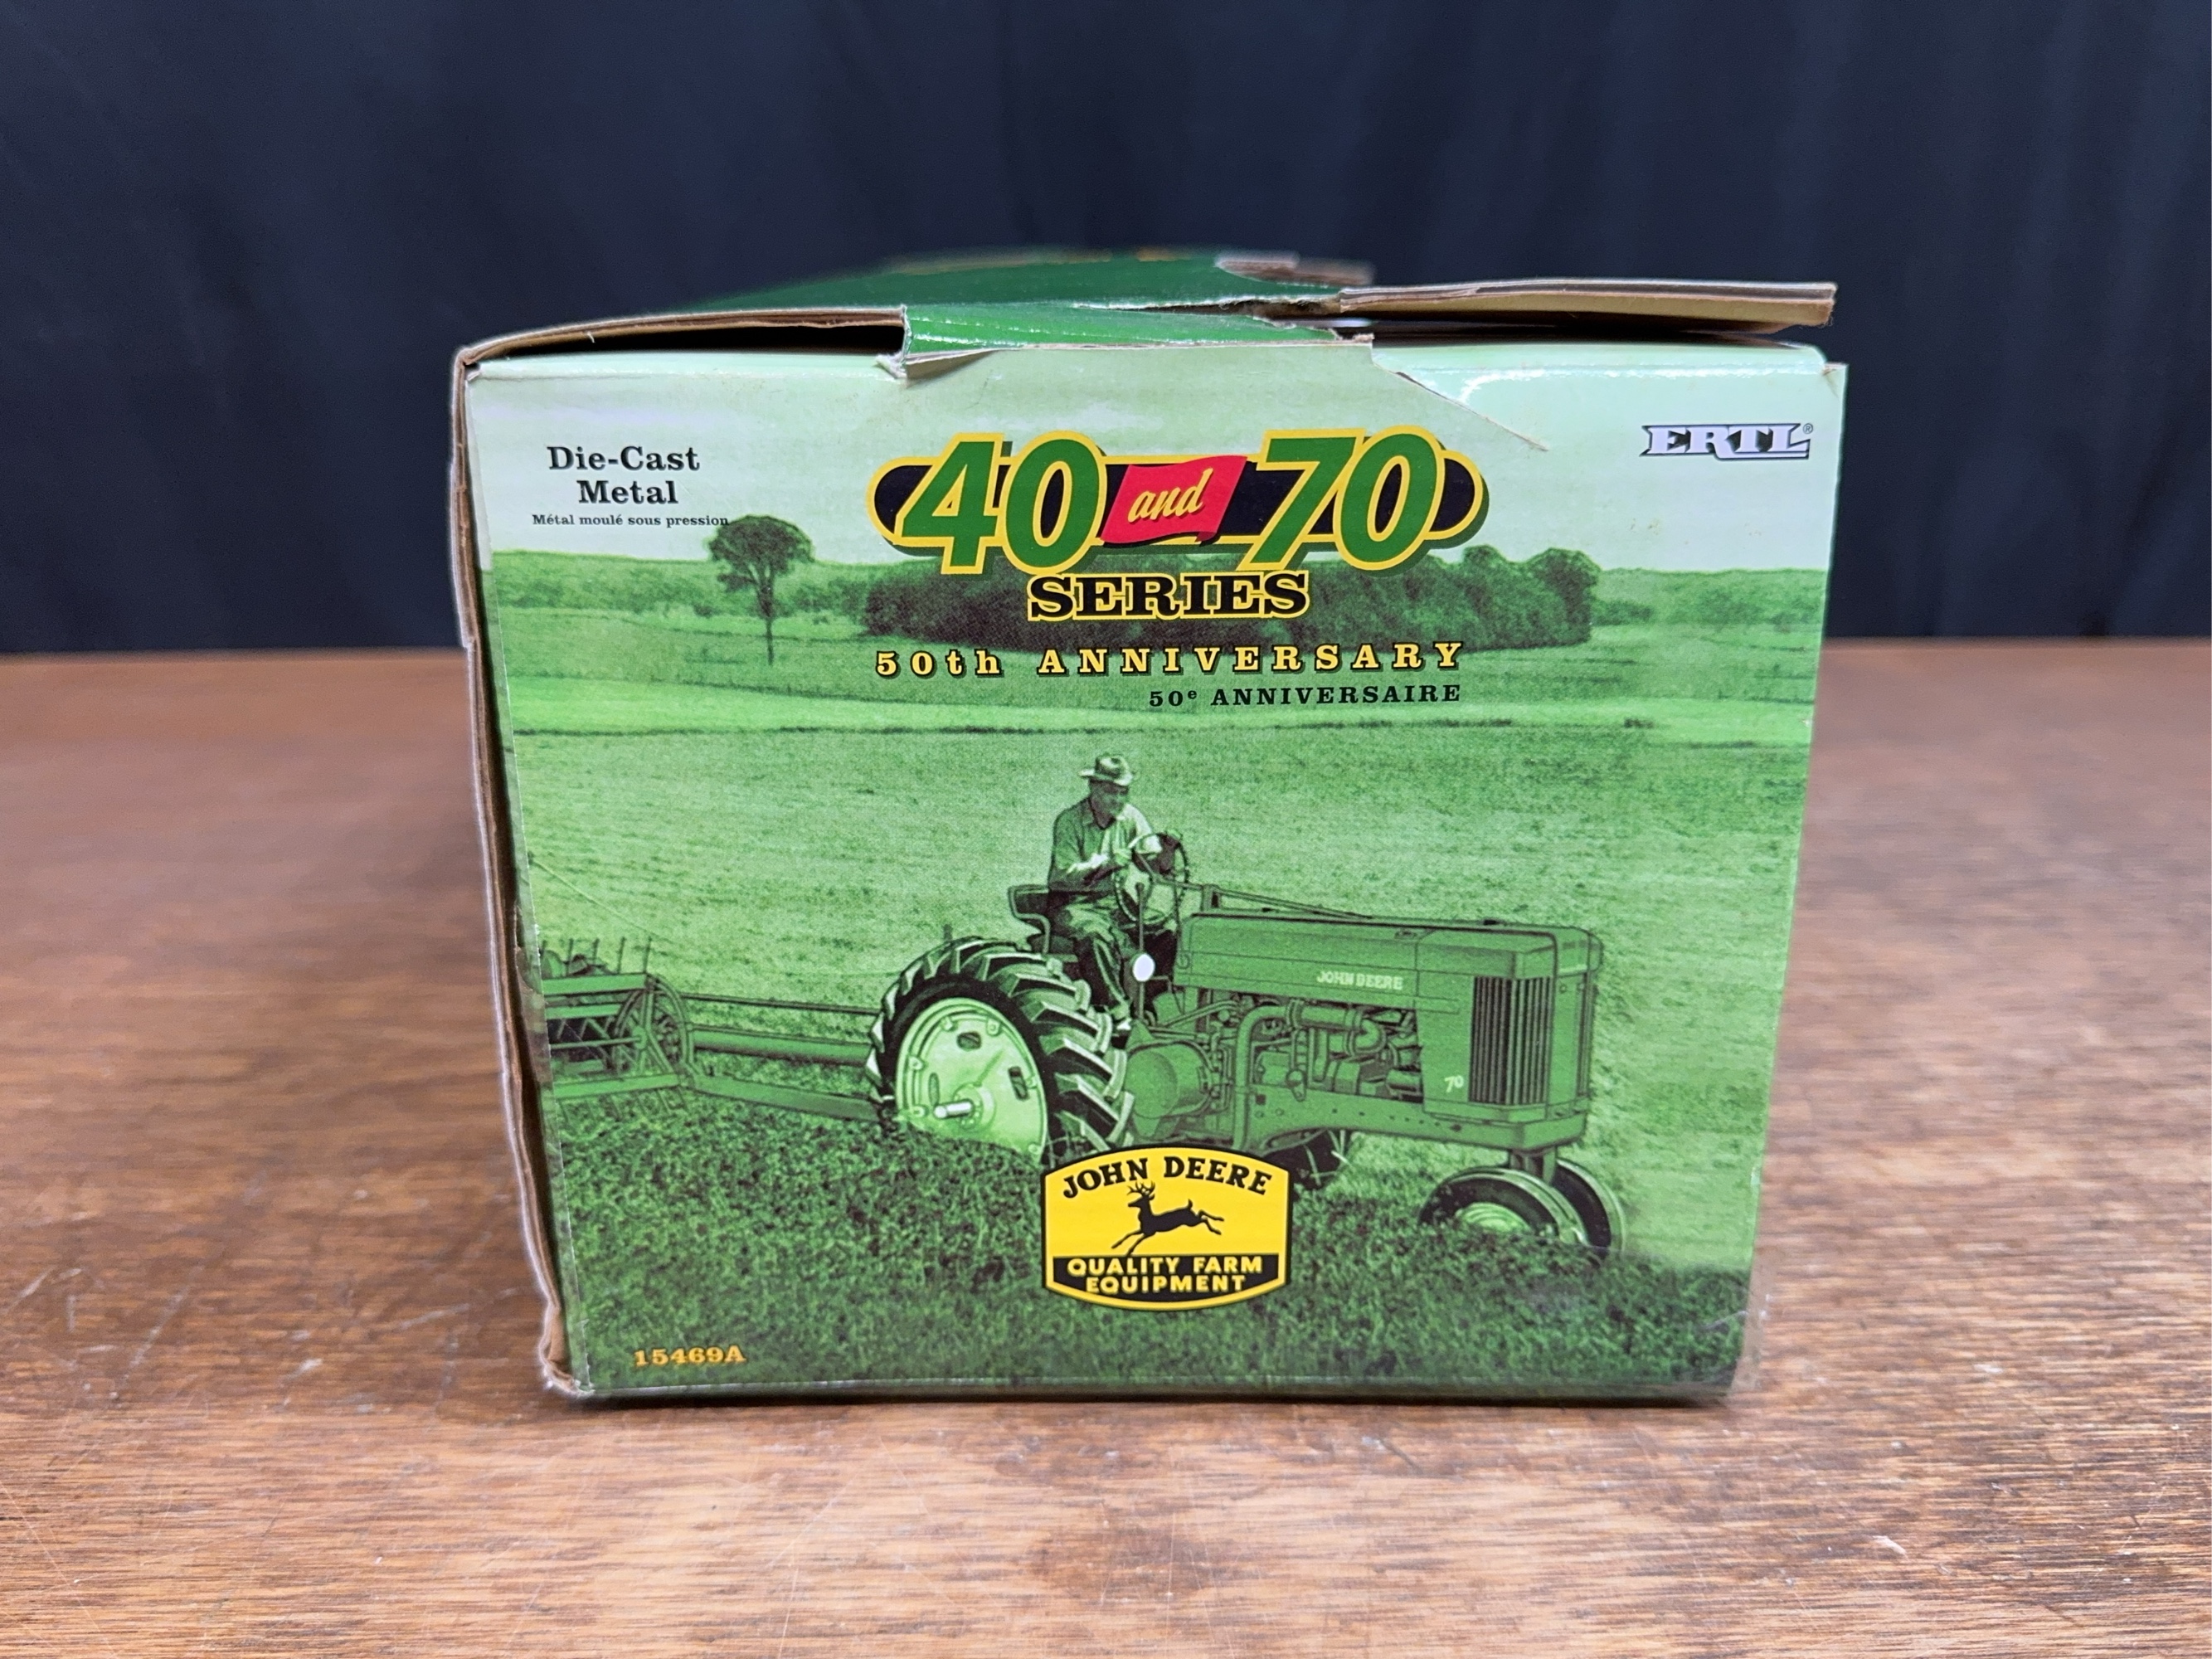 Die-Cast
Metal
Métal moulé sous pression
40 and 70
SERIES
50th ANNIVERSARY
50e ANNIVERSAIRE
ERTL®
JOHN DEERE
70
JOHN DEERE
QUALITY FARM
EQUIPMENT
15469A